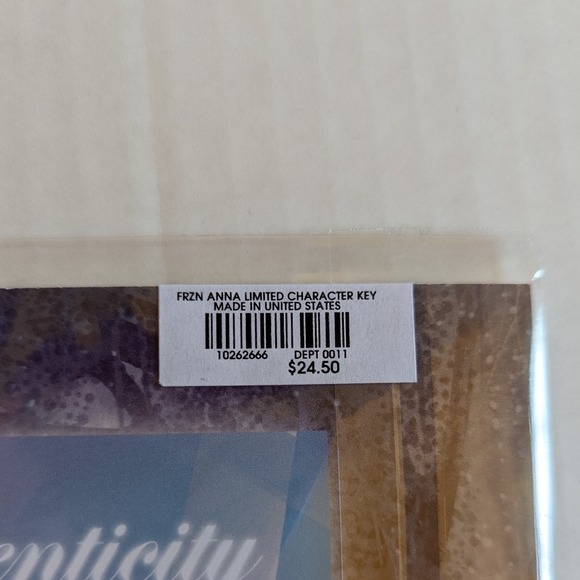 FRZN ANNA LIMITED CHARACTER KEY
MADE IN UNITED STATES
10262666 DEPT 0011
$24.50
enticity